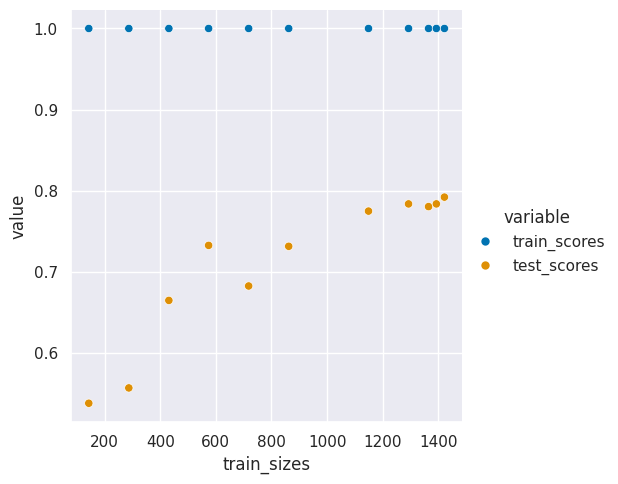 1.0
0.9
0.8
0.7
0.6
value
200 400 600 800 1000 1200 1400
train_sizes
variable
train_scores
test_scores